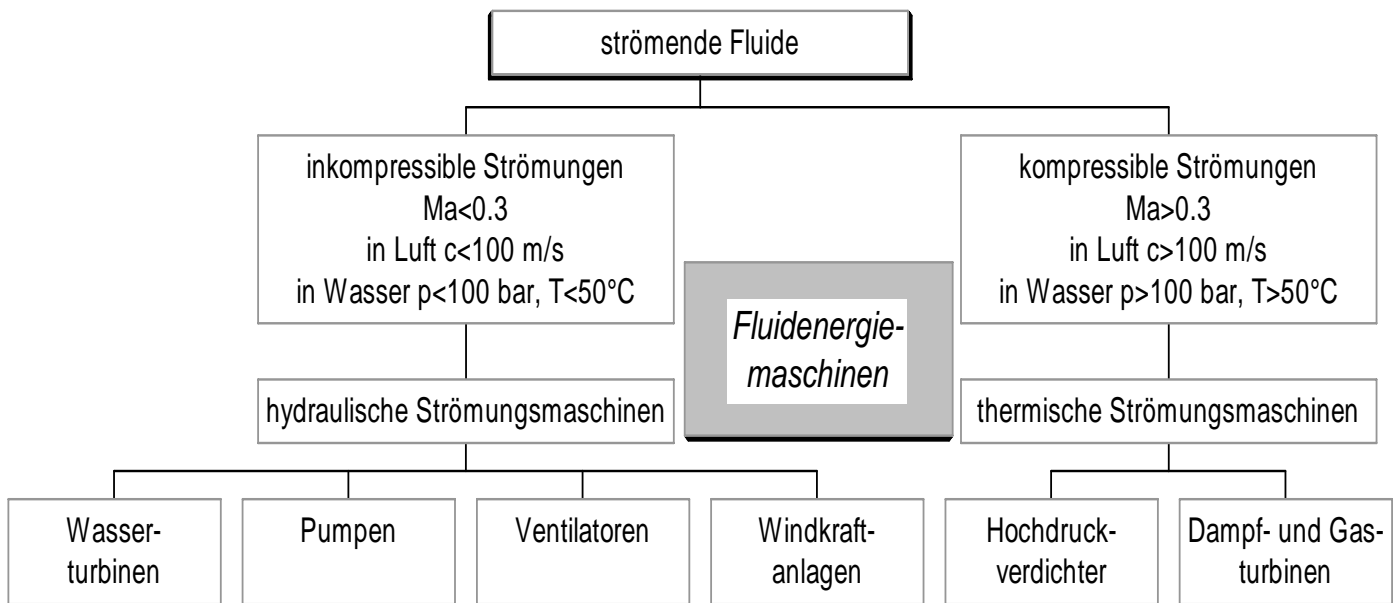 strömende Fluide
inkompressible Strömungen
Ma<0.3
in Luft c<100 m/s
in Wasser p<100 bar, T<50°C
kompressible Strömungen
Ma>0.3
in Luft c>100 m/s
in Wasser p>100 bar, T>50°C
Fluidenergie-
maschinen
hydraulische Strömungsmaschinen
thermische Strömungsmaschinen
Wasser-
turbinen
Pumpen
Ventilatoren
Windkraft-
anlagen
Hochdruck-
verdichter
Dampf- und Gas-
turbinen